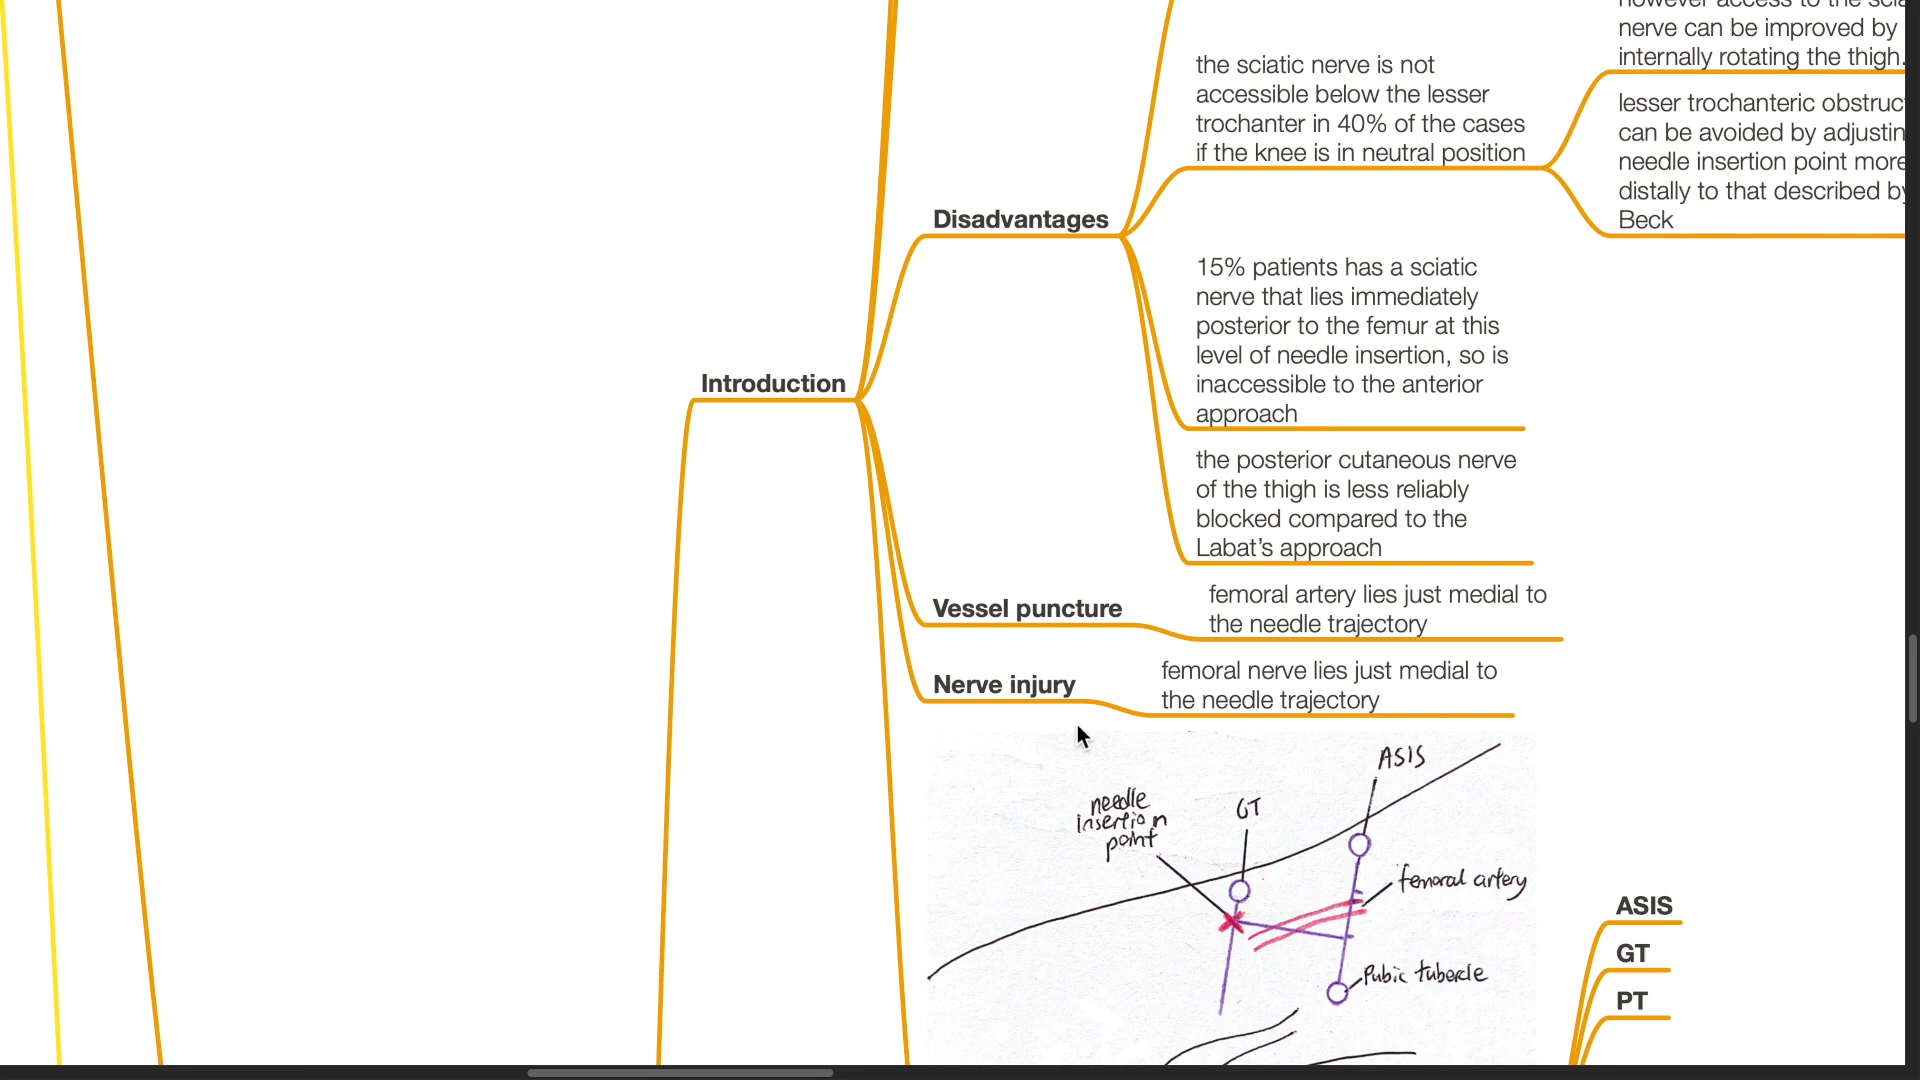 however access to the scia
nerve can be improved by
internally rotating the thigh.
the sciatic nerve is not
accessible below the lesser
trochanter in 40% of the cases
if the knee is in neutral position
lesser trochanteric obstruc
can be avoided by adjustin
needle insertion point more
distally to that described by
Beck
Disadvantages
15% patients has a sciatic
nerve that lies immediately
posterior to the femur at this
level of needle insertion, so is
inaccessible to the anterior
approach
Introduction
the posterior cutaneous nerve
of the thigh is less reliably
blocked compared to the
Labat’s approach
Vessel puncture
femoral artery lies just medial to
the needle trajectory
Nerve injury
femoral nerve lies just medial to
the needle trajectory
ASIS
needle
insertion
point
GT
femoral artery
Pubic tubercle
ASIS
GT
PT